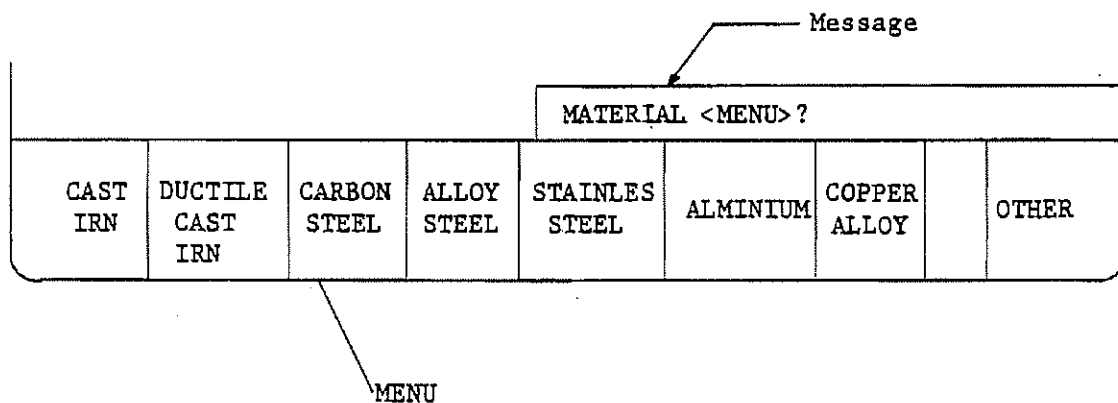 Message
MATERIAL <MENU>?
CAST
IRN
DUCTILE
CAST
IRN
CARBON
STEEL
ALLOY
STEEL
STAINLES
STEEL
ALMINIUM
COPPER
ALLOY
OTHER
MENU